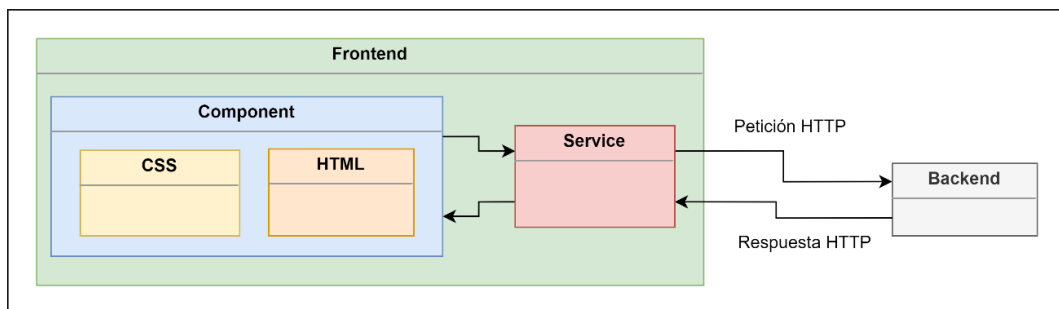 Frontend
Component
CSS
HTML
Service
Petición HTTP
Respuesta HTTP
Backend